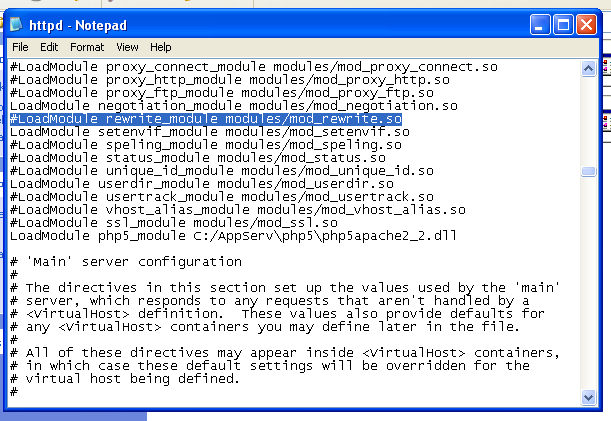 httpd - Notepad
File Edit Format View Help
#LoadModule proxy_connect_module modules/mod_proxy_connect.so
#LoadModule proxy_http_module modules/mod_proxy_http.so
#LoadModule proxy_ftp_module modules/mod_proxy_ftp.so
LoadModule negotiation_module modules/mod_negotiation.so
#LoadModule rewrite_module modules/mod_rewrite.so
LoadModule setenvif_module modules/mod_setenvif.so
#LoadModule speling_module modules/mod_speling.so
#LoadModule status_module modules/mod_status.so
#LoadModule unique_id_module modules/mod_unique_id.so
LoadModule userdir_module modules/mod_userdir.so
#LoadModule usertrack_module modules/mod_usertrack.so
#LoadModule vhost_alias_module modules/mod_vhost_alias.so
#LoadModule ssl_module modules/mod_ssl.so
LoadModule php5_module C:/AppServ\php5\php5apache2_2.dll
# 'Main' server configuration
#
# The directives in this section set up the values used by the 'main'
# server, which responds to any requests that aren't handled by a
# <VirtualHost> definition.  These values also provide defaults for
# any <VirtualHost> containers you may define later in the file.
#
# All of these directives may appear inside <VirtualHost> containers,
# in which case these default settings will be overridden for the
# virtual host being defined.
#